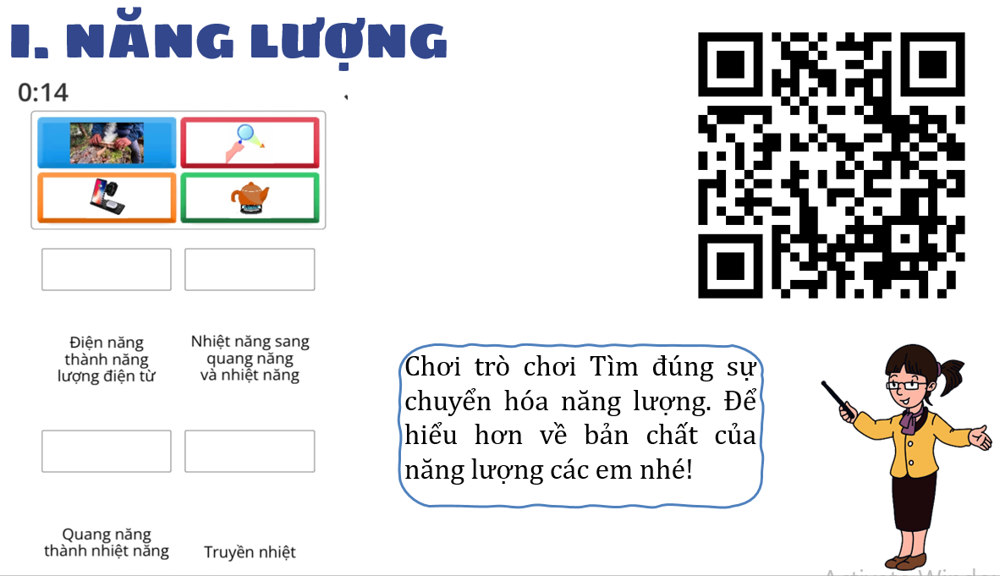 I. NĂNG LƯỢNG
0:14
Điện năng
thành năng
lượng điện từ
Nhiệt năng sang
quang năng
và nhiệt năng
Quang năng
thành nhiệt năng
Truyền nhiệt
Chơi trò chơi Tìm đúng sự
chuyển hóa năng lượng. Để
hiểu hơn về bản chất của
năng lượng các em nhé!